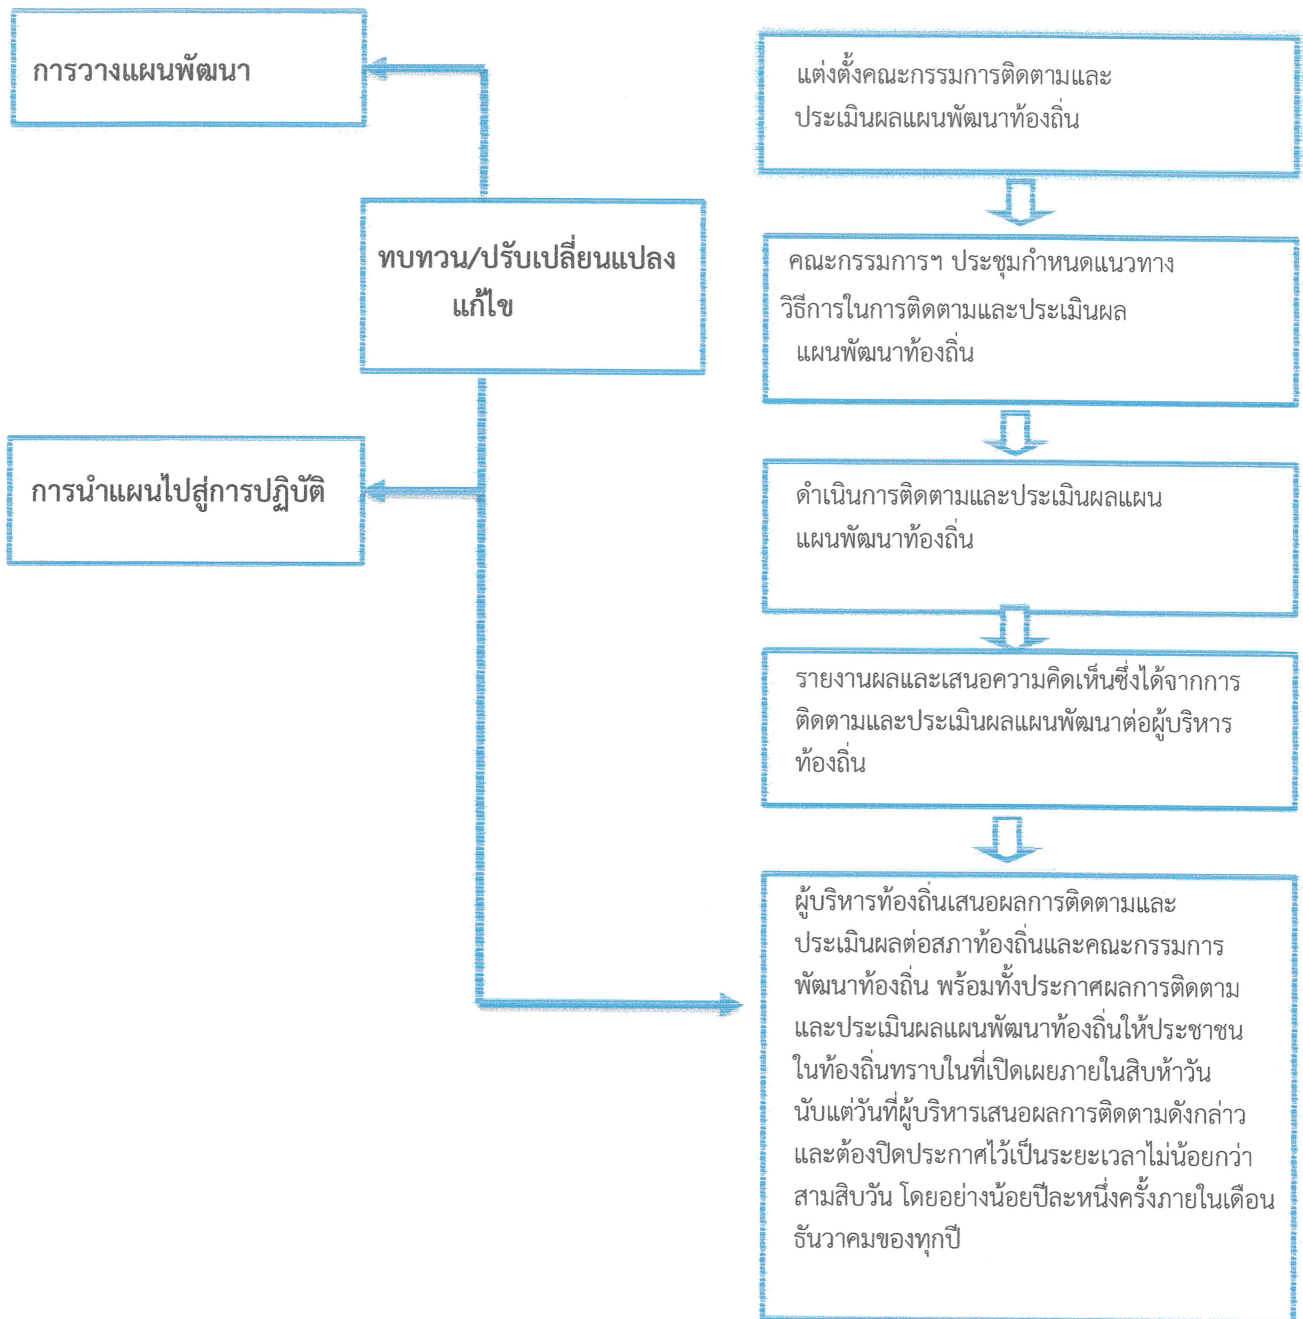 การวางแผนพัฒนา
ทบทวน/ปรับเปลี่ยนแปลง
แก้ไข
การนำแผนไปสู่การปฏิบัติ
แต่งตั้งคณะกรรมการติดตามและ
ประเมินผลแผนพัฒนาท้องถิ่น
คณะกรรมการฯ ประชุมกำหนดแนวทาง
วิธีการในการติดตามและประเมินผล
แผนพัฒนาท้องถิ่น
ดำเนินการติดตามและประเมินผลแผน
แผนพัฒนาท้องถิ่น
รายงานผลและเสนอความคิดเห็นซึ่งได้จากการ
ติดตามและประเมินผลแผนพัฒนาต่อผู้บริหาร
ท้องถิ่น
ผู้บริหารท้องถิ่นเสนอผลการติดตามและ
ประเมินผลต่อสภาท้องถิ่นและคณะกรรมการ
พัฒนาท้องถิ่น พร้อมทั้งประกาศผลการติดตาม
และประเมินผลแผนพัฒนาท้องถิ่นให้ประชาชน
ในท้องถิ่นทราบในที่เปิดเผยภายในสิบห้าวัน
นับแต่วันที่ผู้บริหารเสนอผลการติดตามดังกล่าว
และต้องปิดประกาศไว้เป็นระยะเวลาไม่น้อยกว่า
สามสิบวัน โดยอย่างน้อยปีละหนึ่งครั้งภายในเดือน
ธันวาคมของทุกปี